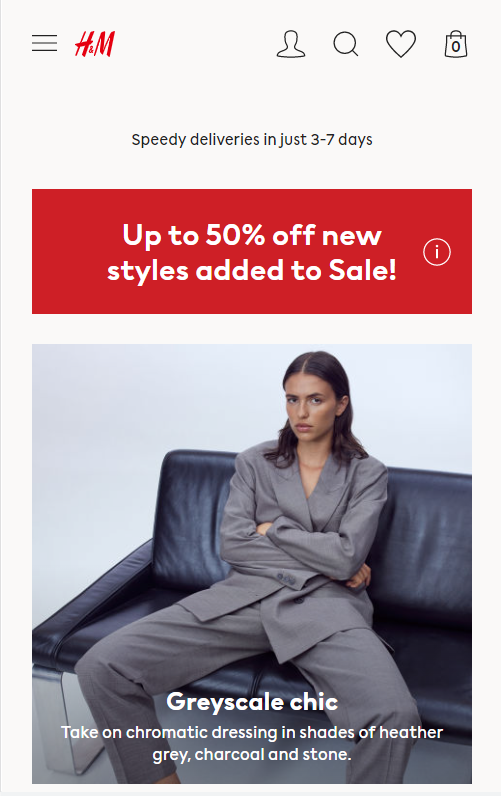 H&M
0
Speedy deliveries in just 3-7 days
Up to 50% off new
styles added to Sale!
i
Greyscale chic
Take on chromatic dressing in shades of heather
grey, charcoal and stone.